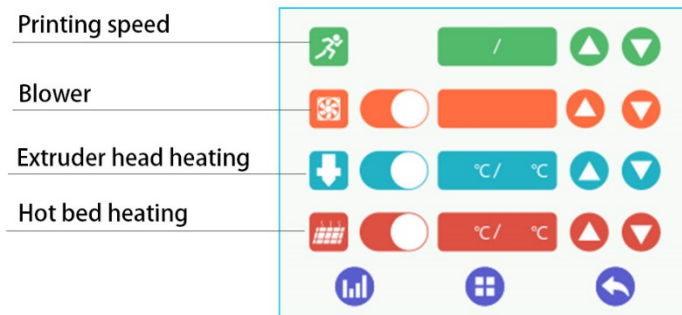 Printing speed
/
Blower
Extruder head heating
℃/ ℃
Hot bed heating
℃/ ℃